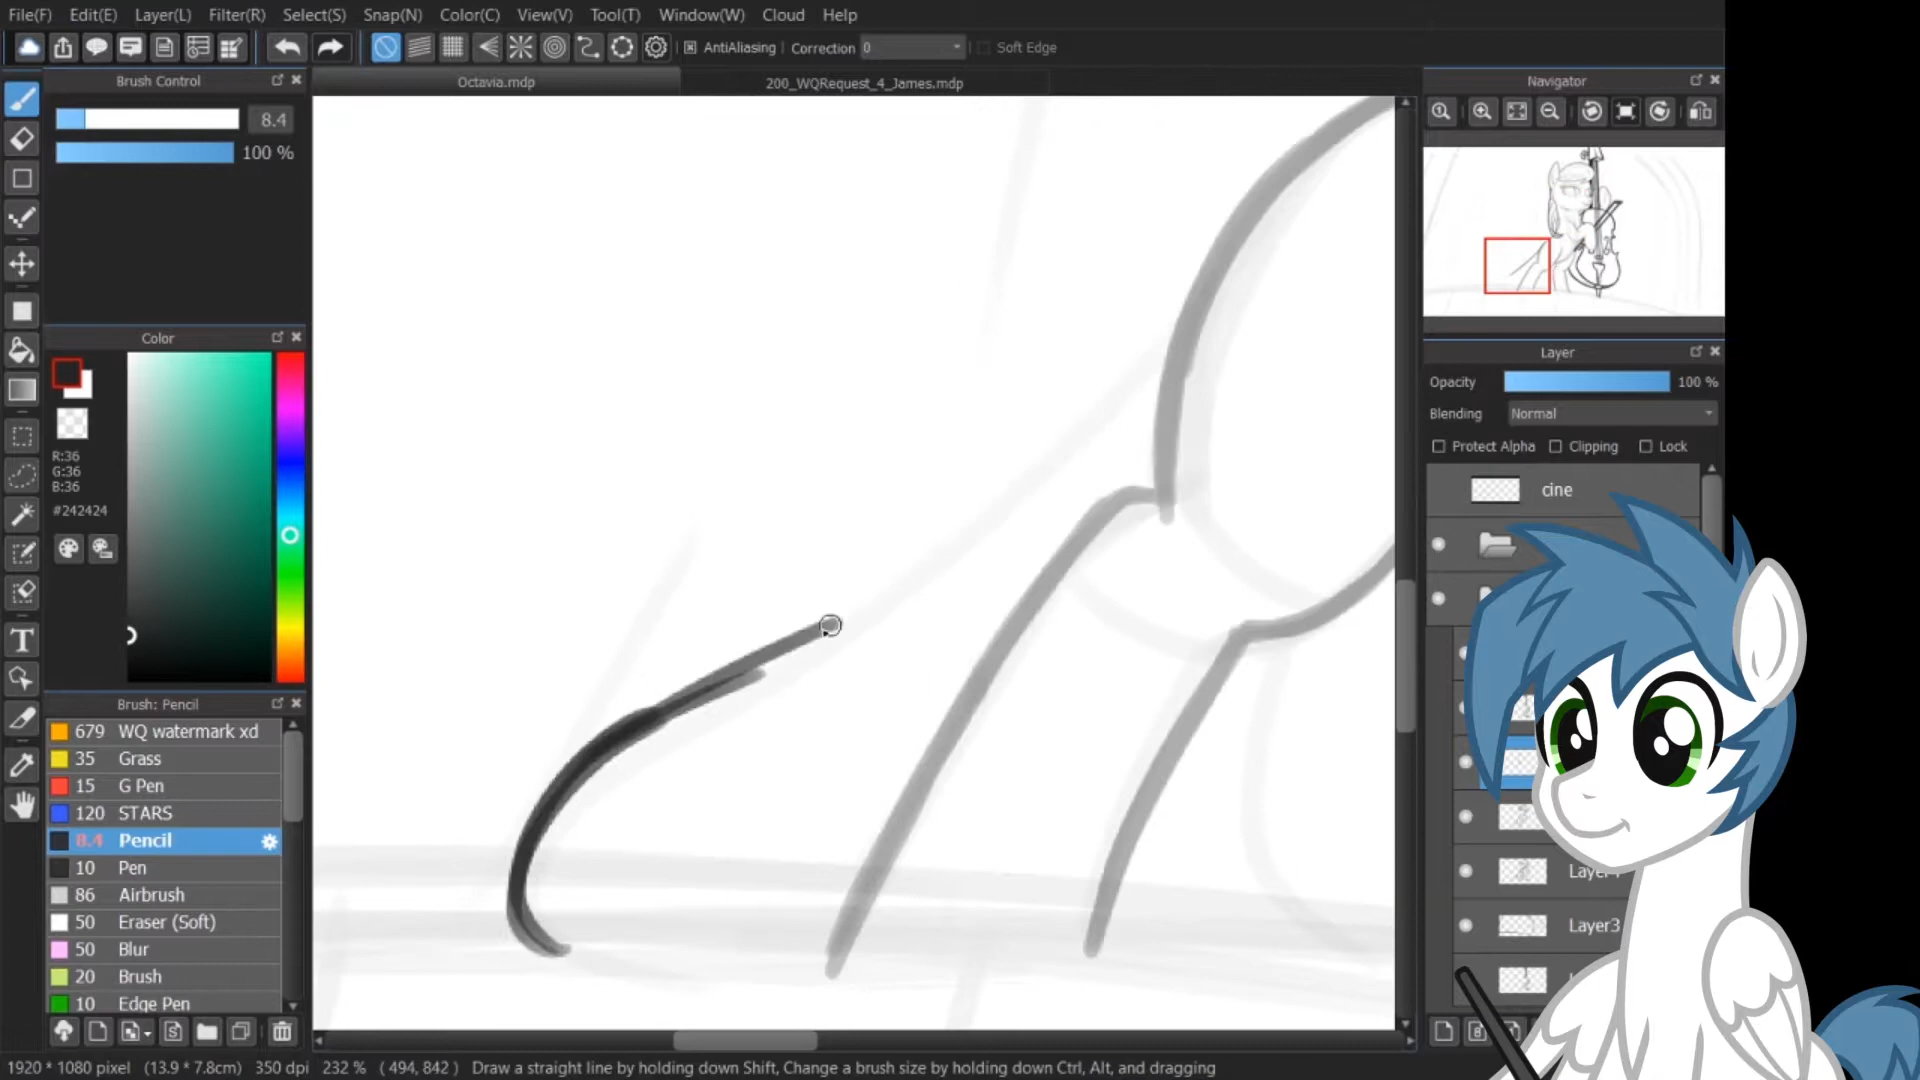 File(F) Edit(E) Layer(L) Filter(R) Select(S) Snap(N) Color(C) View(V) Tool(T) Window(W) Cloud Help
AntiAliasing Correction 0 Soft Edge
Brush Control
8.4
100 %
Color
R:36
G:36
B:36
#242424
Brush: Pencil
679 WQ watermark xd
35 Grass
15 G Pen
120 STARS
8.4 Pencil
10 Pen
86 Airbrush
50 Eraser (Soft)
50 Blur
20 Brush
10 Edge Pen
Octavia.mdp 200_WQRequest_4_James.mdp
Navigator
Layer
Opacity 100 %
Blending Normal
Protect Alpha Clipping Lock
cine
Layer3
1920 * 1080 pixel (13.9 * 7.8cm) 350 dpi 232 % ( 494, 842 ) Draw a straight line by holding down Shift, Change a brush size by holding down Ctrl, Alt, and dragging